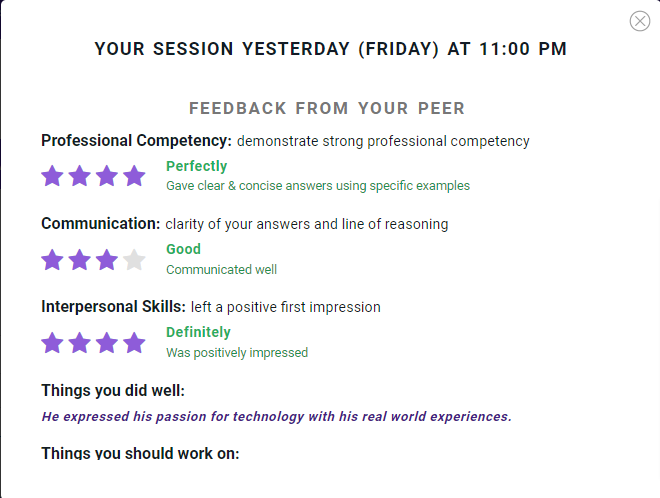 YOUR SESSION YESTERDAY (FRIDAY) AT 11:00 PM
FEEDBACK FROM YOUR PEER
Professional Competency: demonstrate strong professional competency
Perfectly
Gave clear & concise answers using specific examples
Communication: clarity of your answers and line of reasoning
Good
Communicated well
Interpersonal Skills: left a positive first impression
Definitely
Was positively impressed
Things you did well:
He expressed his passion for technology with his real world experiences.
Things you should work on: